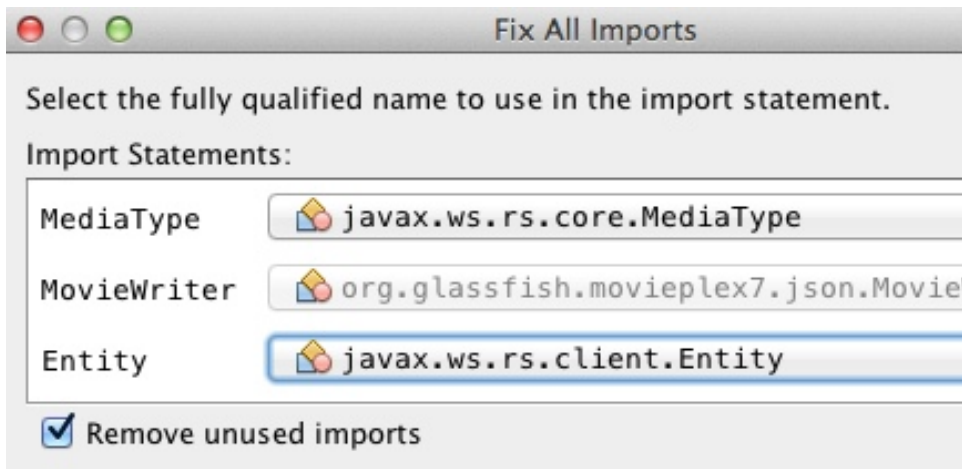 Fix All Imports
Select the fully qualified name to use in the import statement.
Import Statements:
MediaType javax.ws.rs.core.MediaType
MovieWriter org.glassfish.movieplex7.json.Movie
Entity javax.ws.rs.client.Entity
Remove unused imports